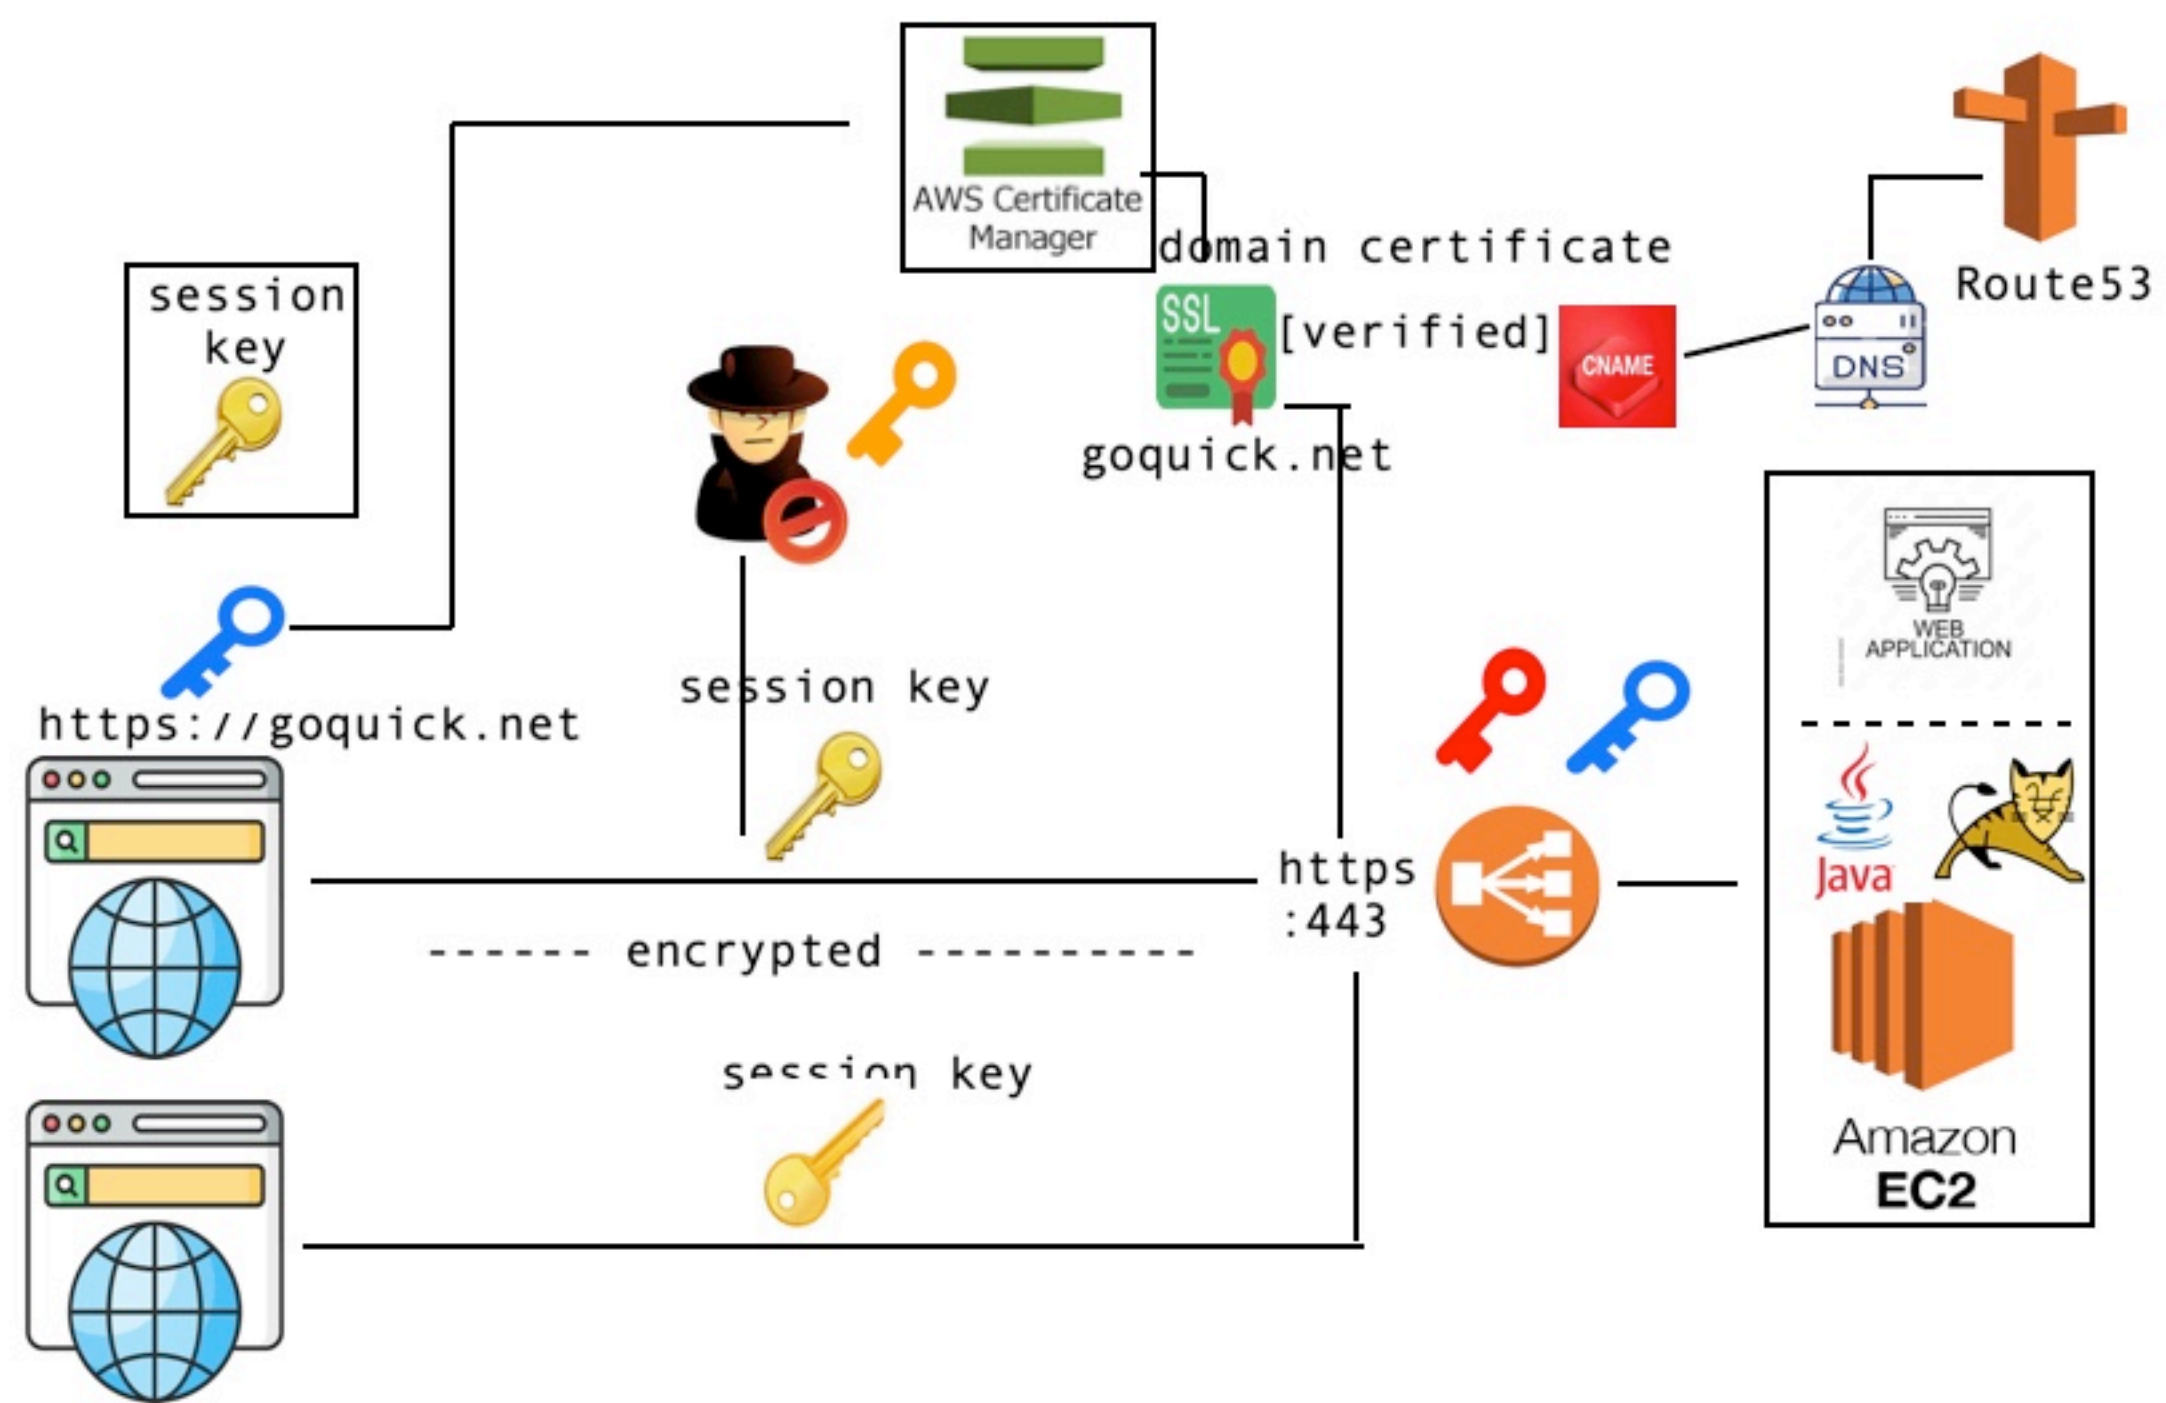 AWS Certificate
Manager
domain certificate
SSL
[verified]
CNAME
DNS
Route53
goquick.net
session
key
https://goquick.net
session key
https
:443
------ encrypted ----------
session key
WEB
APPLICATION
Java
Amazon
EC2